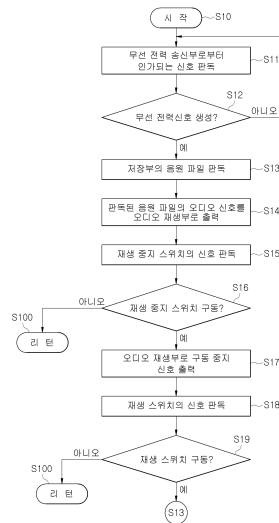 시 작
S10
무선 전력 송신부로부터
인가되는 신호 판독
S11
S12
무선 전력신호 생성?
아니오
예
저장부의 음원 파일 판독
S13
판독된 음원 파일의 오디오 신호를
오디오 재생부로 출력
S14
재생 중지 스위치의 신호 판독
S15
S16
재생 중지 스위치 구동?
아니오
S100
리 턴
예
오디오 재생부로 구동 중지
신호 출력
S17
재생 스위치의 신호 판독
S18
S19
재생 스위치 구동?
아니오
S100
리 턴
예
S13